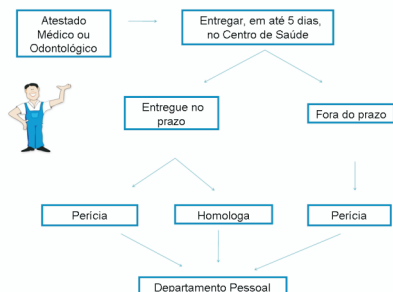 Atestado
Médico ou
Odontológico
Entregar, em até 5 dias,
no Centro de Saúde
Entregue no
prazo
Fora do prazo
Perícia
Homologa
Perícia
Departamento Pessoal